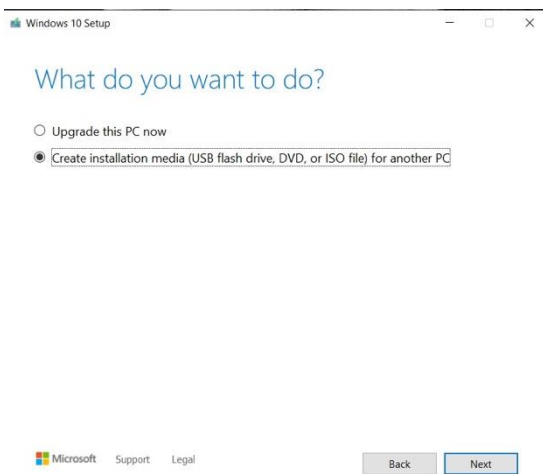 Windows 10 Setup
What do you want to do?
Upgrade this PC now
Create installation media (USB flash drive, DVD, or ISO file) for another PC
Microsoft Support Legal Back Next